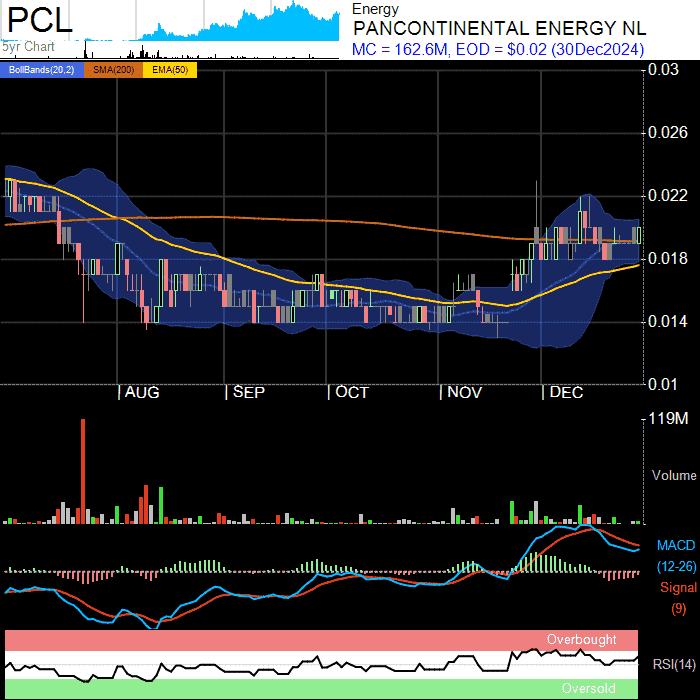 PCL
5yr Chart
Energy
PANCONTINENTAL ENERGY NL
MC = 162.6M, EOD = $0.02 (30Dec2024)
BollBands(20,2) SMA(200) EMA(50)
0.03
0.026
0.022
0.018
0.014
0.01
AUG SEP OCT NOV DEC
119M
Volume
MACD
(12-26)
Signal
(9)
Overbought
RSI(14)
Oversold